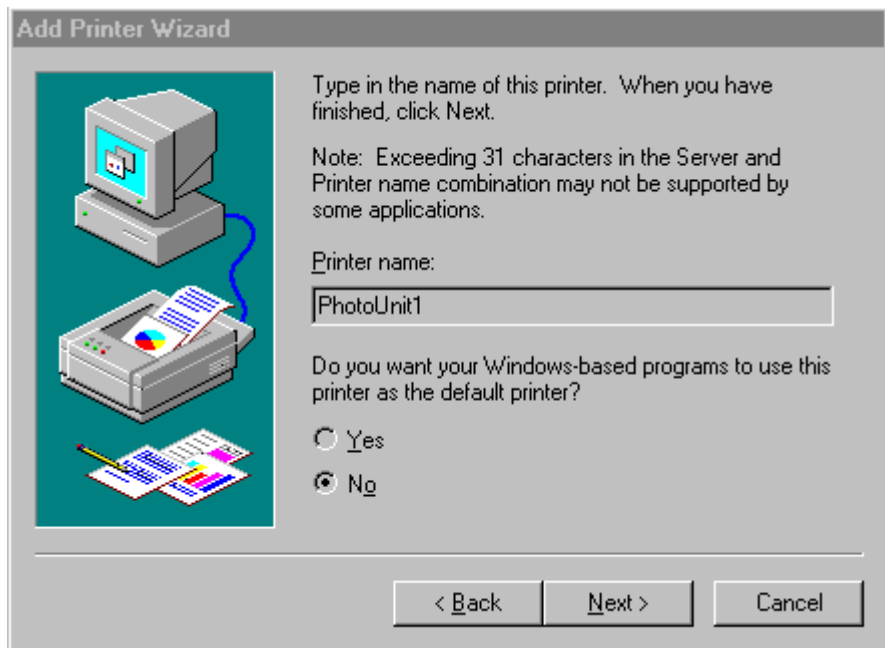 Add Printer Wizard
Type in the name of this printer.  When you have
finished, click Next.
Note:  Exceeding 31 characters in the Server and
Printer name combination may not be supported by
some applications.
Printer name:
PhotoUnit1
Do you want your Windows-based programs to use this
printer as the default printer?
Yes
No
< Back
Next >
Cancel